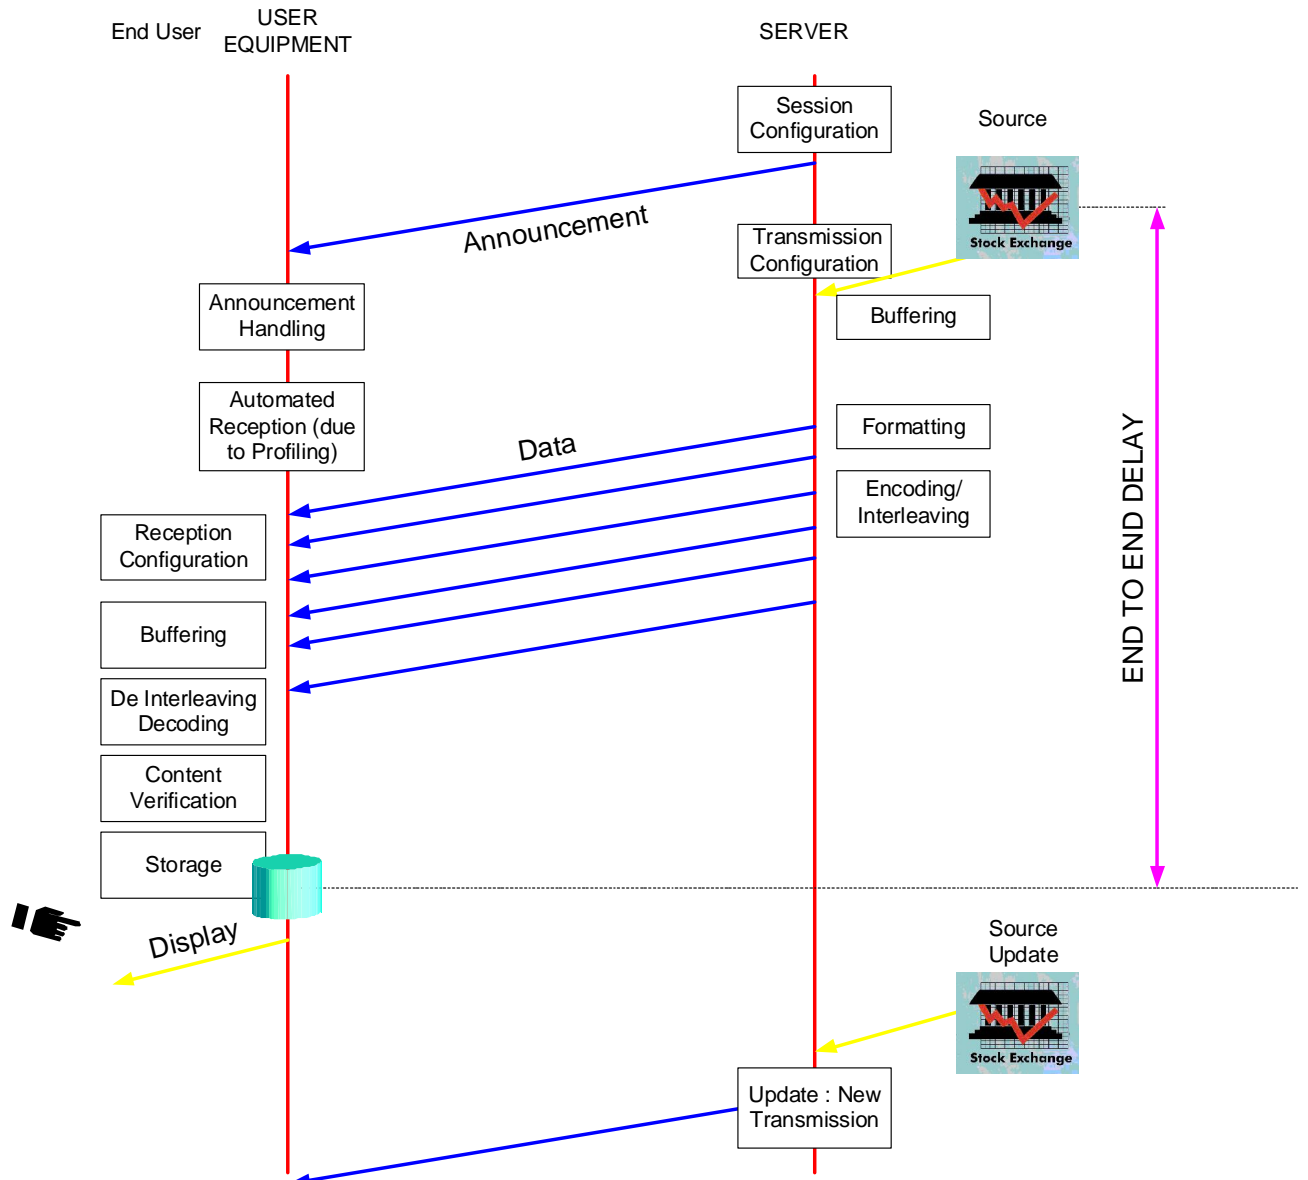 End User
USER
EQUIPMENT
SERVER
Session
Configuration
Source
Stock Exchange
Announcement
Transmission
Configuration
Announcement
Handling
Buffering
Automated
Reception (due
to Profiling)
Data
Formatting
Encoding/
Interleaving
END TO END DELAY
Reception
Configuration
Buffering
De Interleaving
Decoding
Content
Verification
Storage
Display
Source
Update
Stock Exchange
Update : New
Transmission